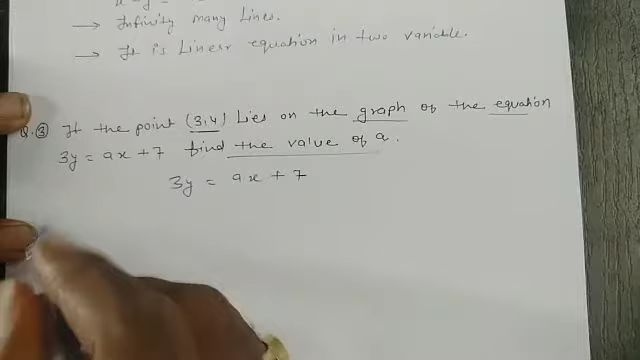 → Infinity many Lines.
→ It is Linear equation in two variable.
Q.③ If the point (3,4) Lies on the graph of the equation
3y = ax + 7 find the value of a.
3y = ax + 7